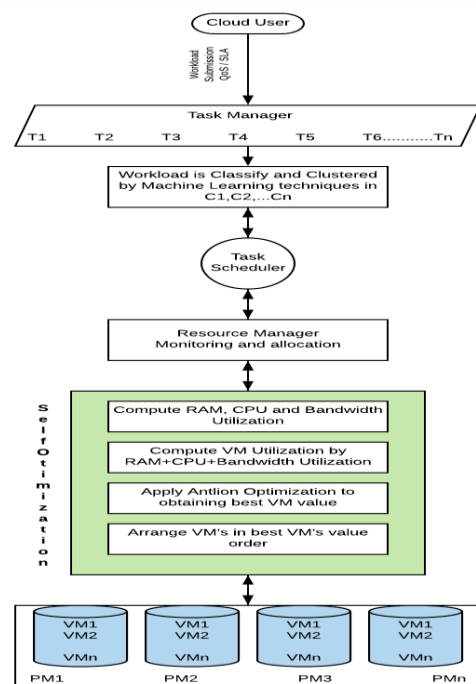 Cloud User
Workload
Submission
QoS / SLA
Task Manager
T1 T2 T3 T4 T5 T6...........Tn
Workload is Classify and Clustered
by Machine Learning techniques in
C1,C2,...Cn
Task
Scheduler
Resource Manager
Monitoring and allocation
SelfOtimization
Compute RAM, CPU and Bandwidth
Utilization
Compute VM Utilization by
RAM+CPU+Bandwidth Utilization
Apply Antlion Optimization to
obtaining best VM value
Arrange VM's in best VM's value
order
VM1 VM1 VM1 VM1
VM2 VM2 VM2 VM2
VMn VMn VMn VMn
PM1 PM2 PM3 PMn